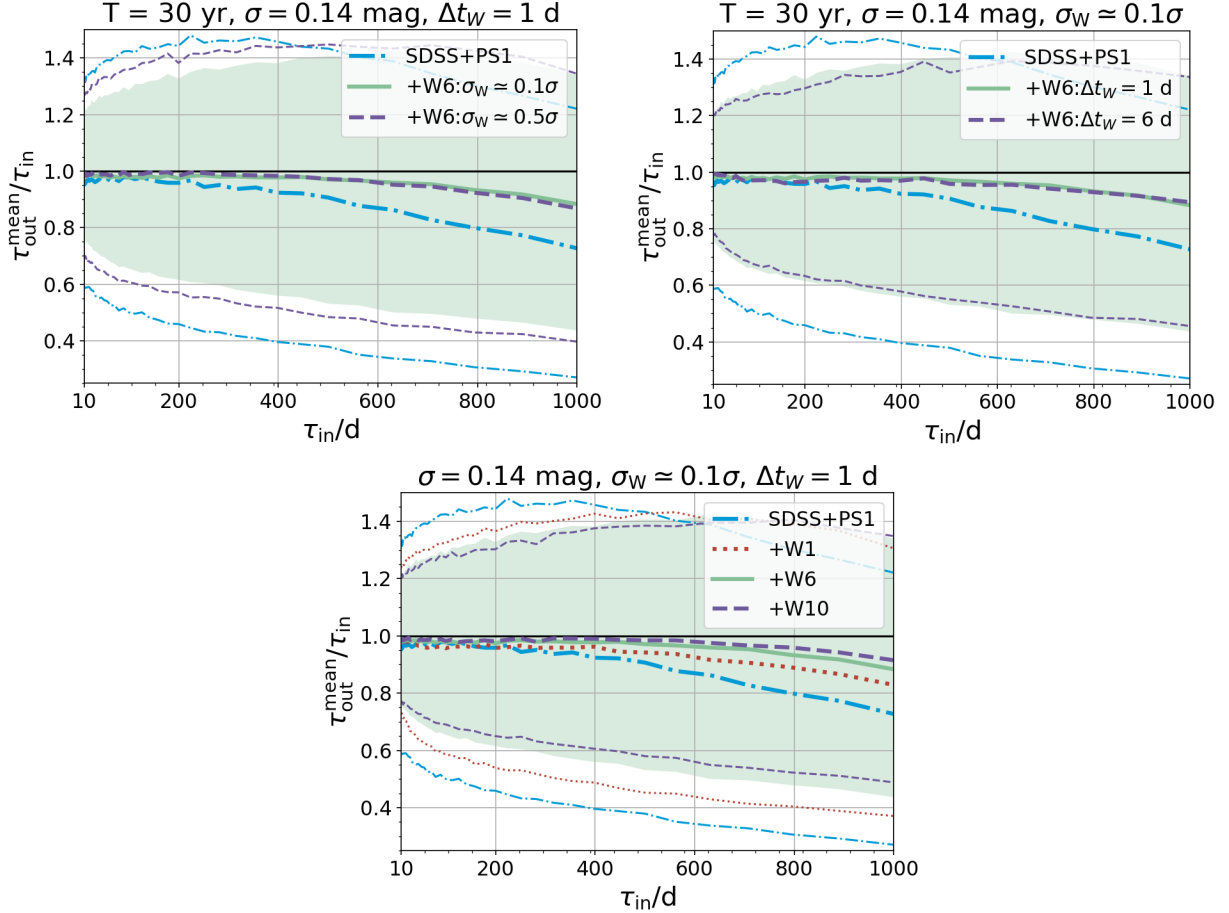 T = 30 yr, σ = 0.14 mag, Δt_W = 1 d
1.4
1.2
1.0
0.8
0.6
0.4
τ_out^mean/τ_in
SDSS+PS1
+W6:σ_W ≃ 0.1σ
+W6:σ_W ≃ 0.5σ
10 200 400 600 800 1000
τ_in/d
T = 30 yr, σ = 0.14 mag, σ_W ≃ 0.1σ
1.4
1.2
1.0
0.8
0.6
0.4
τ_out^mean/τ_in
SDSS+PS1
+W6:Δt_W = 1 d
+W6:Δt_W = 6 d
10 200 400 600 800 1000
τ_in/d
σ = 0.14 mag, σ_W ≃ 0.1σ, Δt_W = 1 d
1.4
1.2
1.0
0.8
0.6
0.4
τ_out^mean/τ_in
SDSS+PS1
+W1
+W6
+W10
10 200 400 600 800 1000
τ_in/d